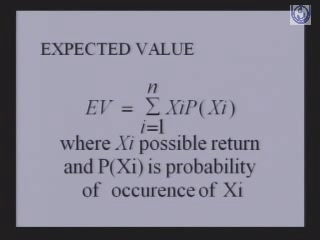 EXPECTED VALUE
n
EV = Σ XiP(Xi)
i=1
where Xi possible return
and P(Xi) is probability
of occurence of Xi